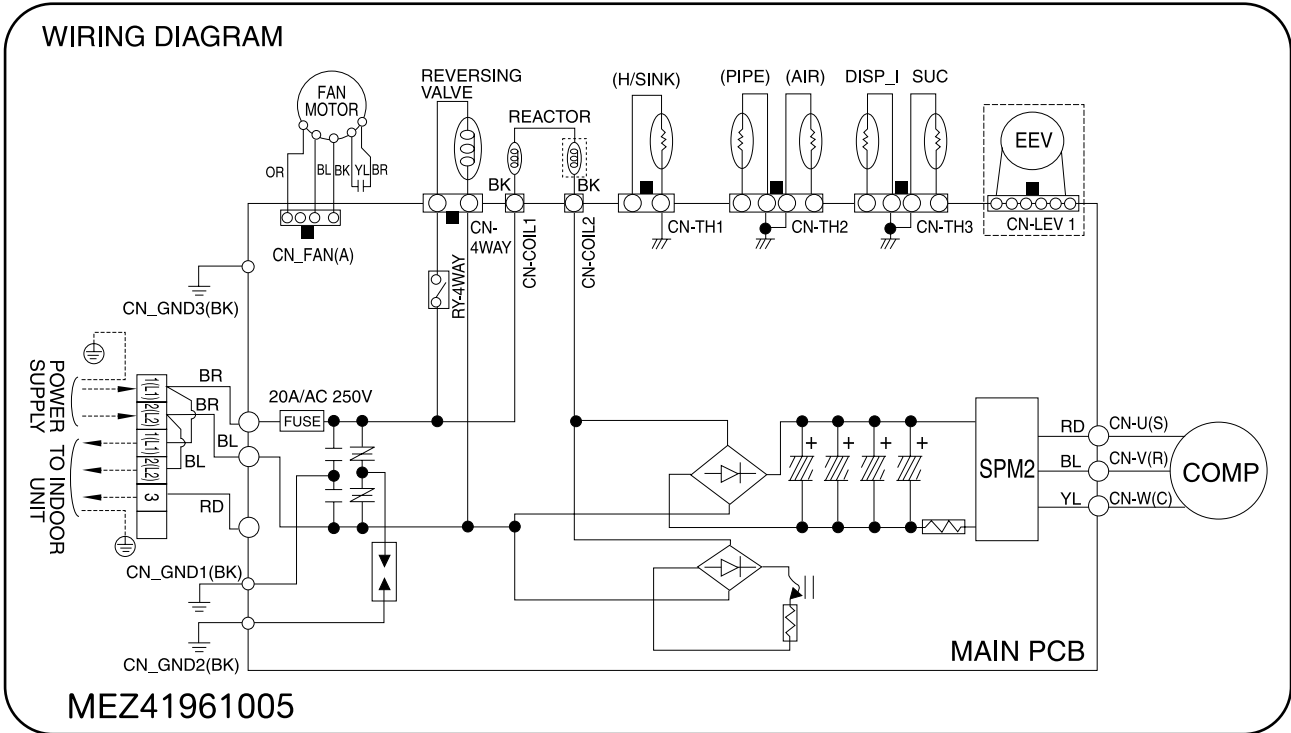 WIRING DIAGRAM
FAN
MOTOR
OR
BL
BK
YL
BR
CN_FAN(A)
REVERSING
VALVE
CN-
4WAY
RY-4WAY
REACTOR
BK
BK
CN-COIL1
CN-COIL2
(H/SINK)
CN-TH1
(PIPE)
(AIR)
CN-TH2
DISP_I
SUC
CN-TH3
EEV
CN-LEV 1
CN_GND3(BK)
POWER
SUPPLY
TO INDOOR
UNIT
1(L1)
2(L2)
1(L1)
2(L2)
3
BR
BR
BL
BL
RD
20A/AC 250V
FUSE
CN_GND1(BK)
CN_GND2(BK)
+
+
+
+
SPM2
RD
CN-U(S)
BL
CN-V(R)
YL
CN-W(C)
COMP
MAIN PCB
MEZ41961005